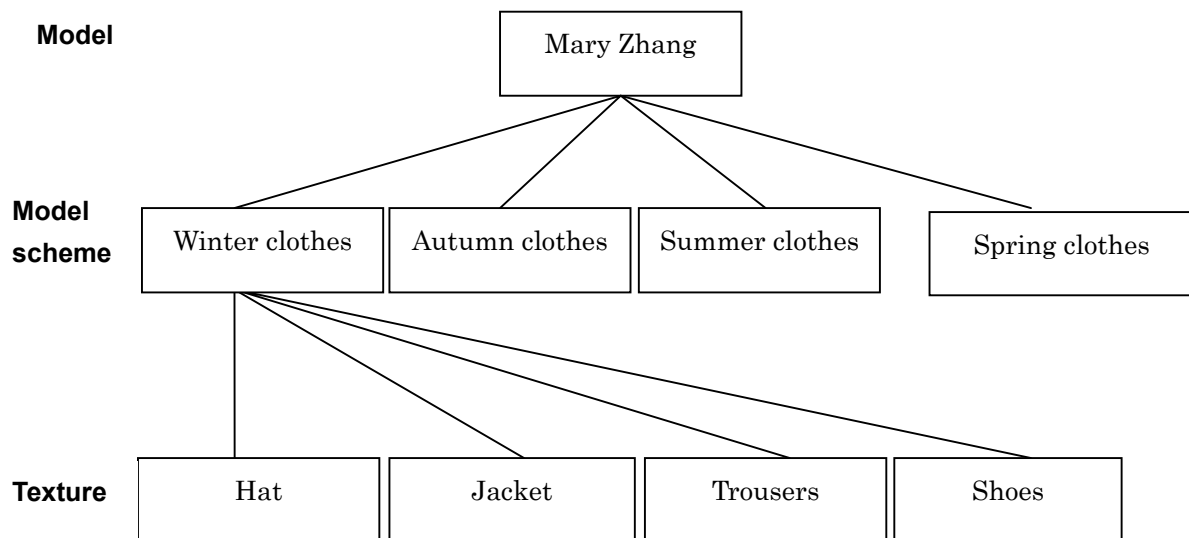 Model
Mary Zhang
Model
scheme
Winter clothes
Autumn clothes
Summer clothes
Spring clothes
Texture
Hat
Jacket
Trousers
Shoes